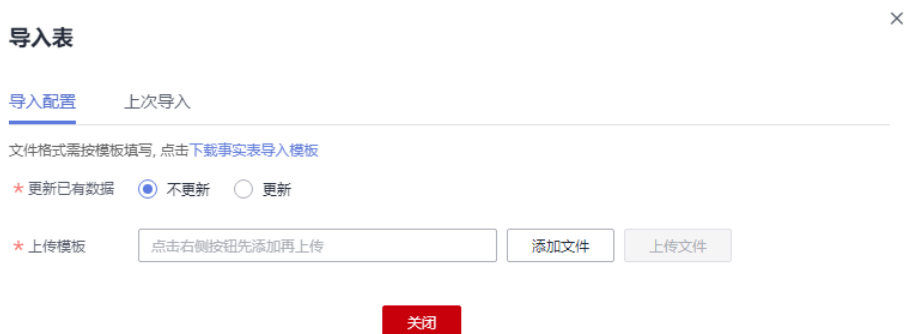 导入表
导入配置 上次导入
文件格式需按模板填写, 点击下载事实表导入模板
* 更新已有数据 不更新 更新
* 上传模板 点击右侧按钮先添加再上传 添加文件 上传文件
关闭